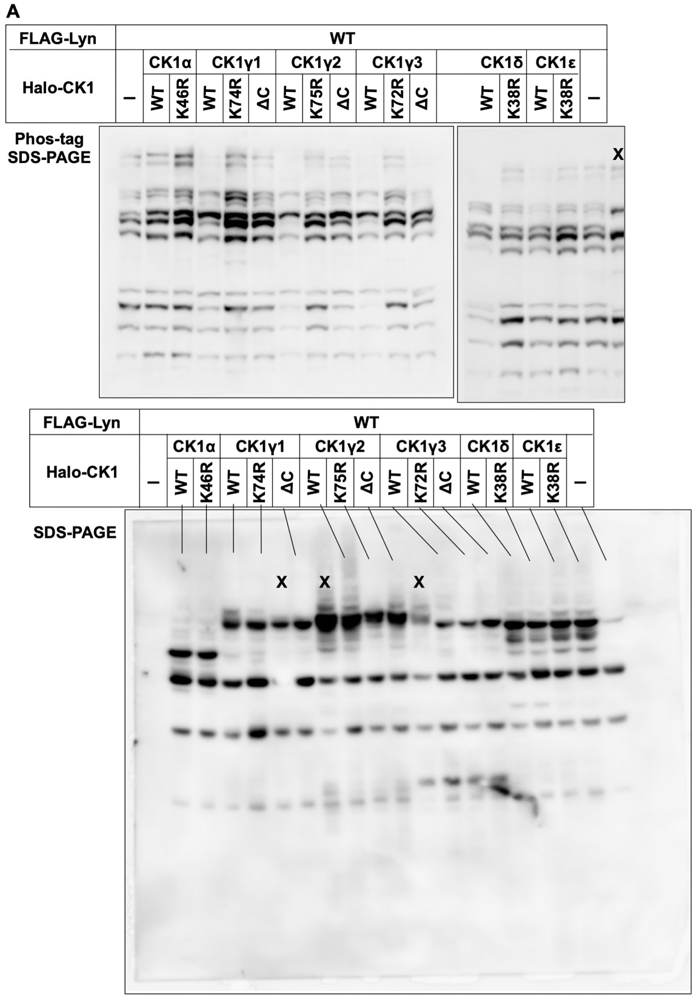 A
FLAG-Lyn WT
CK1α CK1γ1 CK1γ2 CK1γ3 CK1δ CK1ε
Halo-CK1 – WT K46R WT K74R ΔC WT K75R ΔC WT K72R ΔC WT K38R WT K38R –
Phos-tag
SDS-PAGE
X
FLAG-Lyn WT
CK1α CK1γ1 CK1γ2 CK1γ3 CK1δ CK1ε
Halo-CK1 – WT K46R WT K74R ΔC WT K75R ΔC WT K72R ΔC WT K38R WT K38R –
SDS-PAGE
X X X